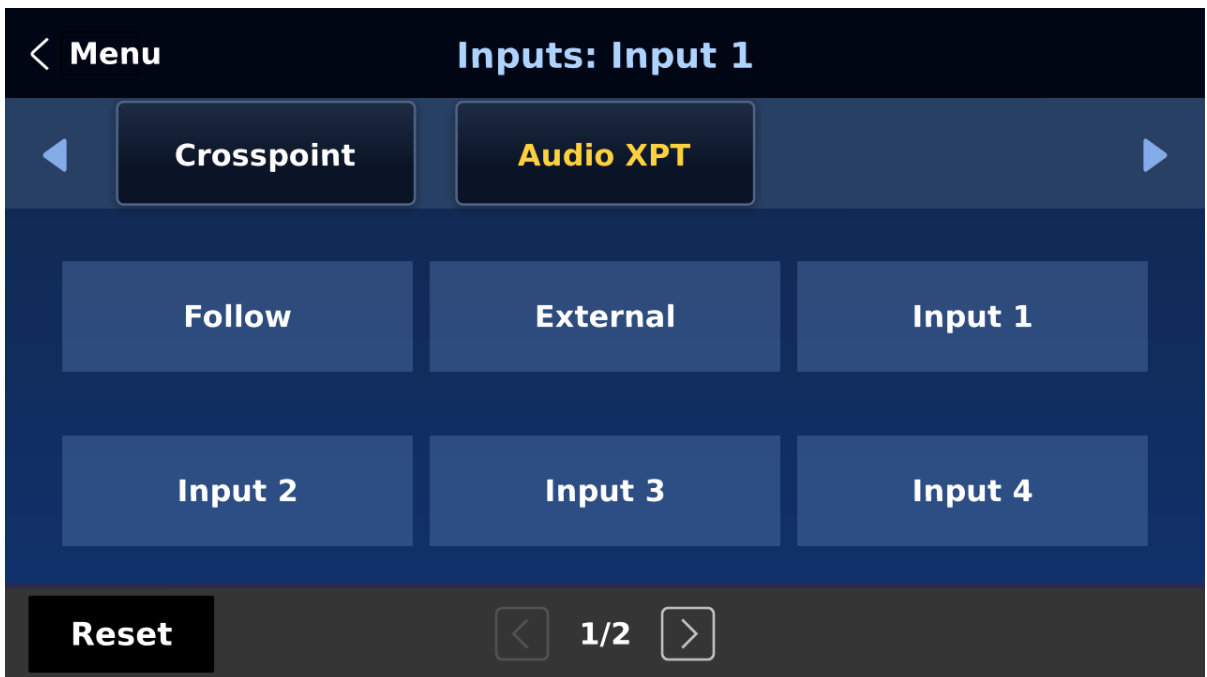 Menu
Inputs: Input 1
Crosspoint
Audio XPT
Follow
External
Input 1
Input 2
Input 3
Input 4
Reset
1/2